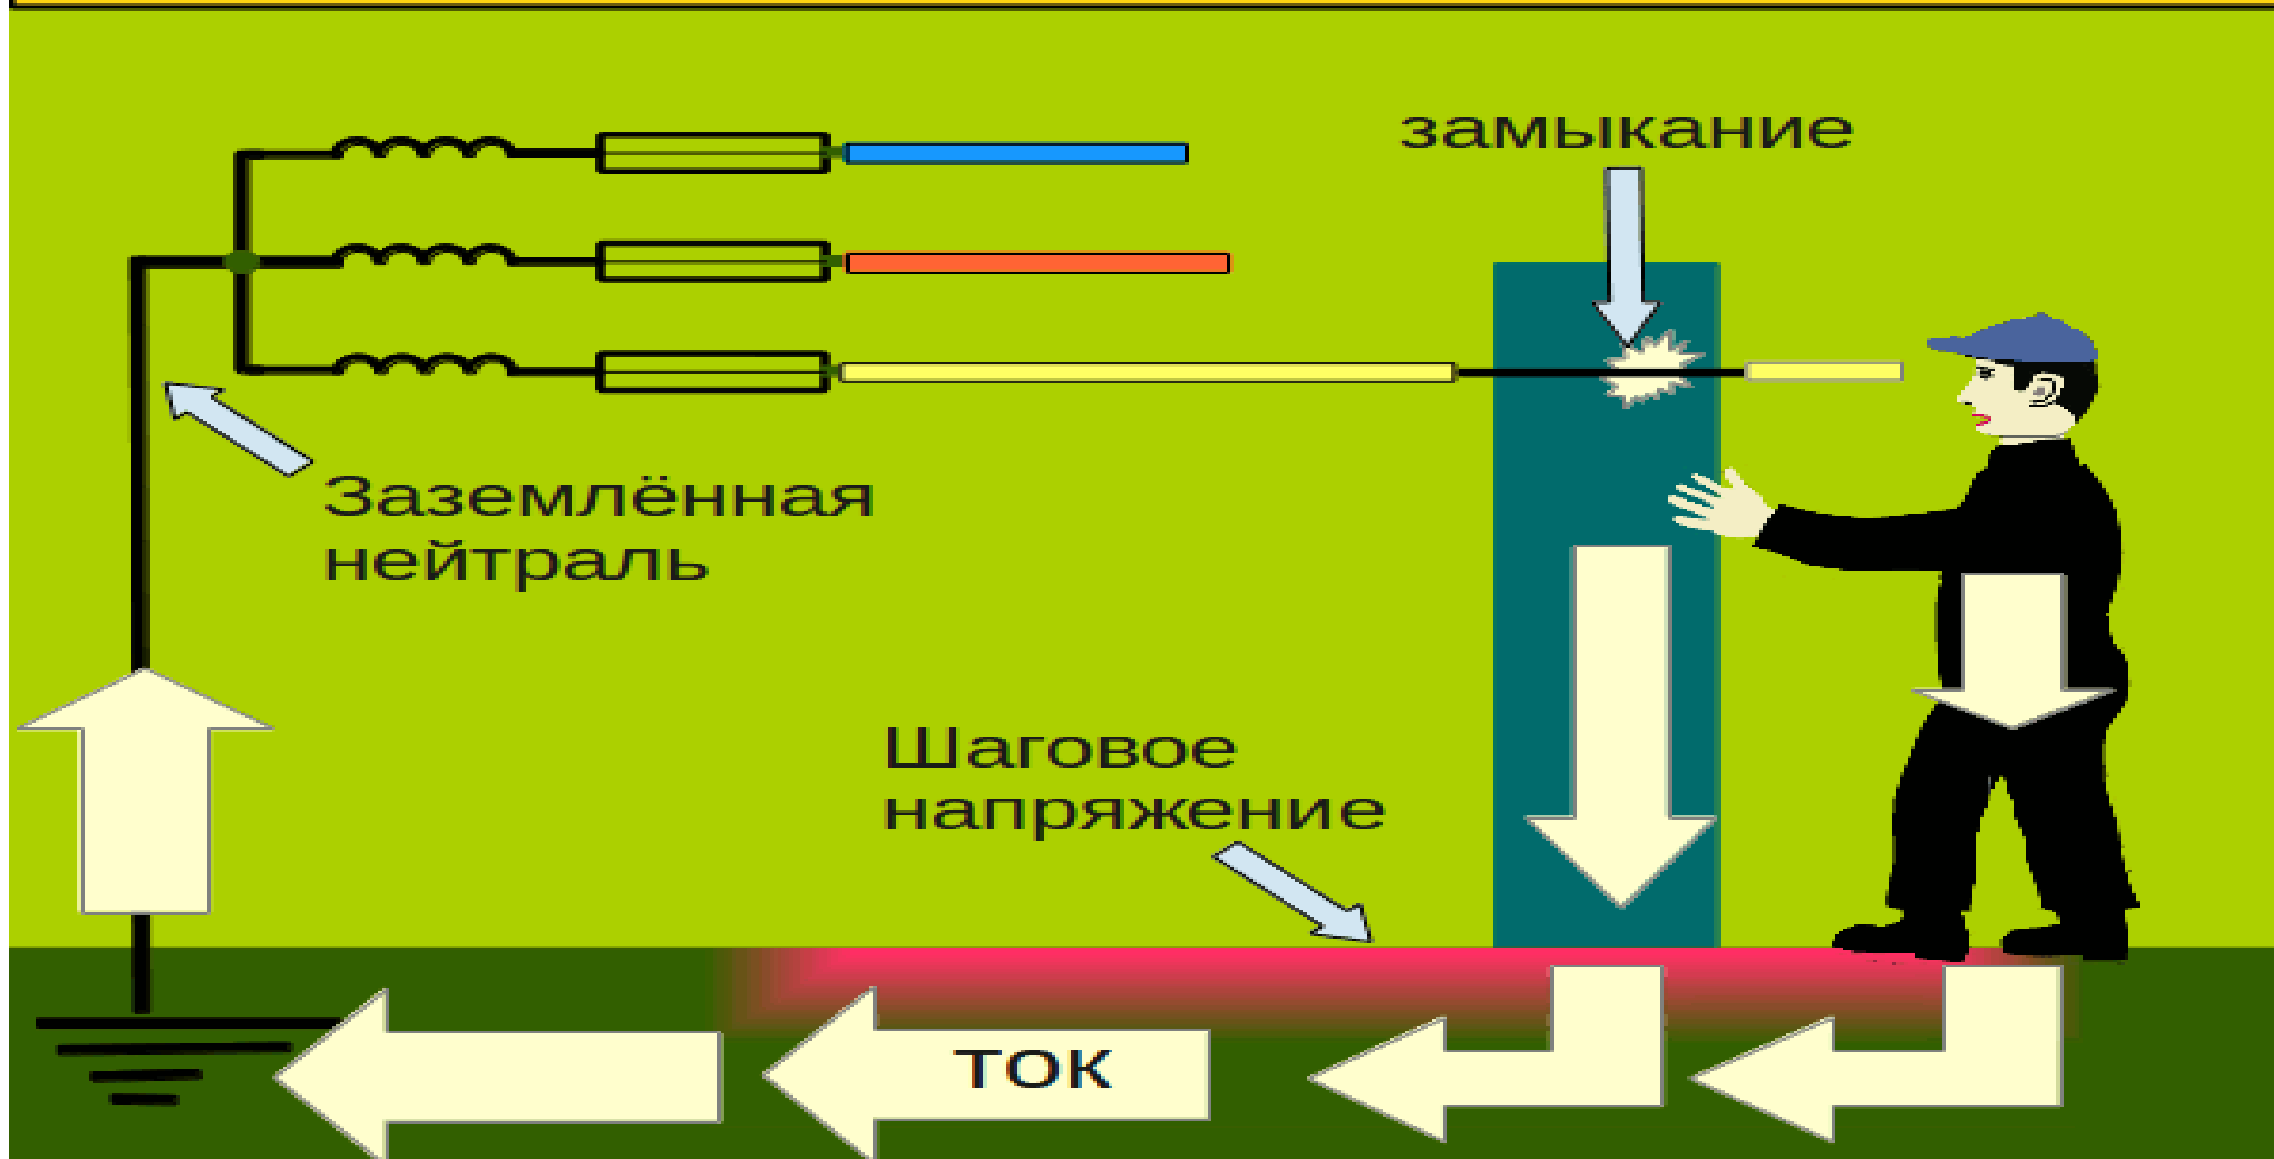 замыкание
Заземлённая
нейтраль
Шаговое
напряжение
ток